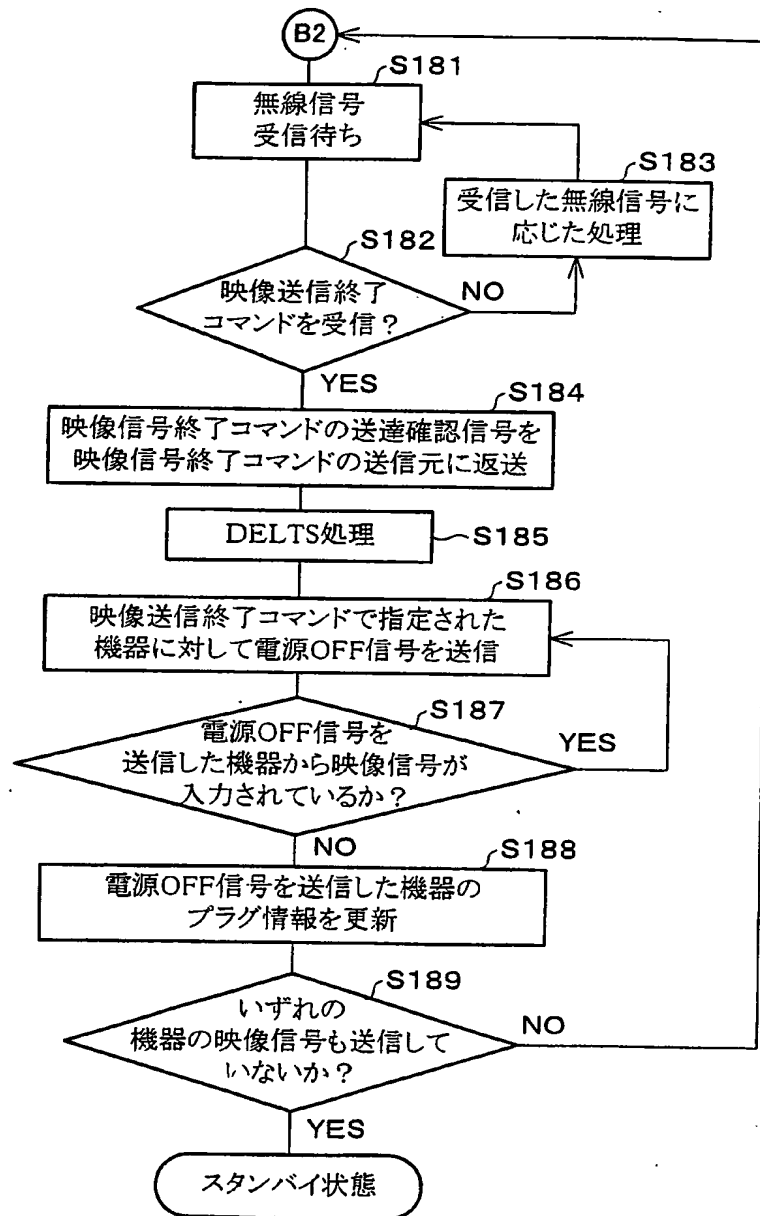 B2
S181
無線信号
受信待ち
S183
受信した無線信号に
応じた処理
S182
映像送信終了
コマンドを受信？
NO
YES
S184
映像信号終了コマンドの送達確認信号を
映像信号終了コマンドの送信元に返送
DELTS処理
S185
S186
映像送信終了コマンドで指定された
機器に対して電源OFF信号を送信
S187
電源OFF信号を
送信した機器から映像信号が
入力されているか？
YES
NO
S188
電源OFF信号を送信した機器の
プラグ情報を更新
S189
いずれの
機器の映像信号も送信して
いないか？
NO
YES
スタンバイ状態